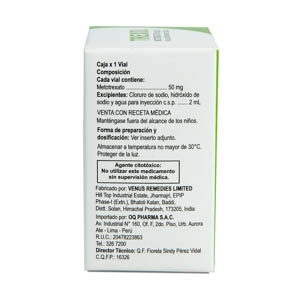 Caja x 1 Vial
Composición
Cada vial contiene:
Metotrexato 50 mg
Excipientes: Cloruro de sodio, hidróxido de
sodio y agua para inyección c.s.p. ...... 2 mL
VENTA CON RECETA MÉDICA
Manténgase fuera del alcance de los niños.
Forma de preparación y
dosificación: Ver inserto adjunto.
Almacenar a temperatura no mayor de 30°C.
Proteger de la luz.
Agente citotóxico:
No utilizar este medicamento
sin supervisión médica.
Fabricado por: VENUS REMEDIES LIMITED
Hill Top Industrial Estate, Jharmajri, EPIP
Phase-I (Extn.), Bhatoli Kalan, Baddi,
Dist. Solan, Himachal Pradesh, 173205, India
Importado por: OQ PHARMA S.A.C.
Av. Industrial N° 160, Of. F, 2do. Piso, Urb. Aurora
Ate - Lima - Perú
R.U.C.: 20478223863
Tel.: 326 7200
Director Técnico: Q.F. Fiorela Sindy Pérez Vidal
C.Q.F.P.: 16326